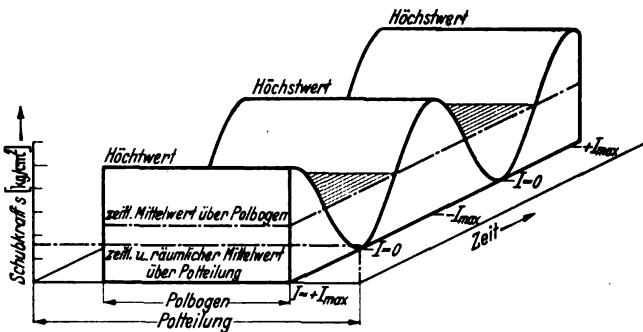 Höchstwert
Höchstwert
Höchtwert
Schubkraft s [kg/cm²]
zeitl. Mittelwert über Polbogen
zeitl. u. räumlicher Mittelwert
über Polteilung
+Imax
I=0
-Imax
I=0
I=+Imax
Zeit
Polbogen
Polteilung